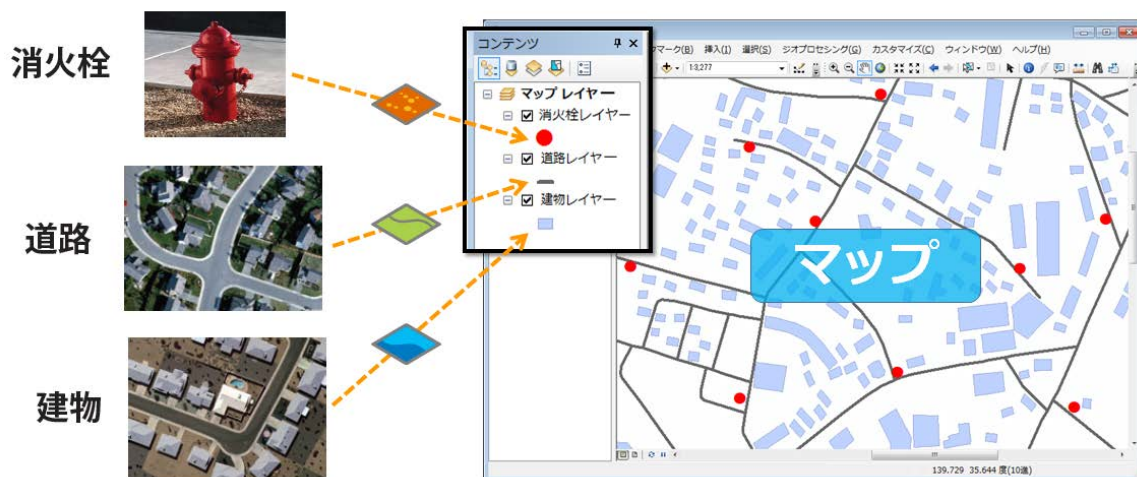 消火栓
道路
建物
コンテンツ
マップ レイヤー
消火栓レイヤー
道路レイヤー
建物レイヤー
マーク(B) 挿入(I) 選択(S) ジオプロセシング(G) カスタマイズ(C) ウィンドウ(W) ヘルプ(H)
1:3,277
マップ
139.729 35.644 度(10進)